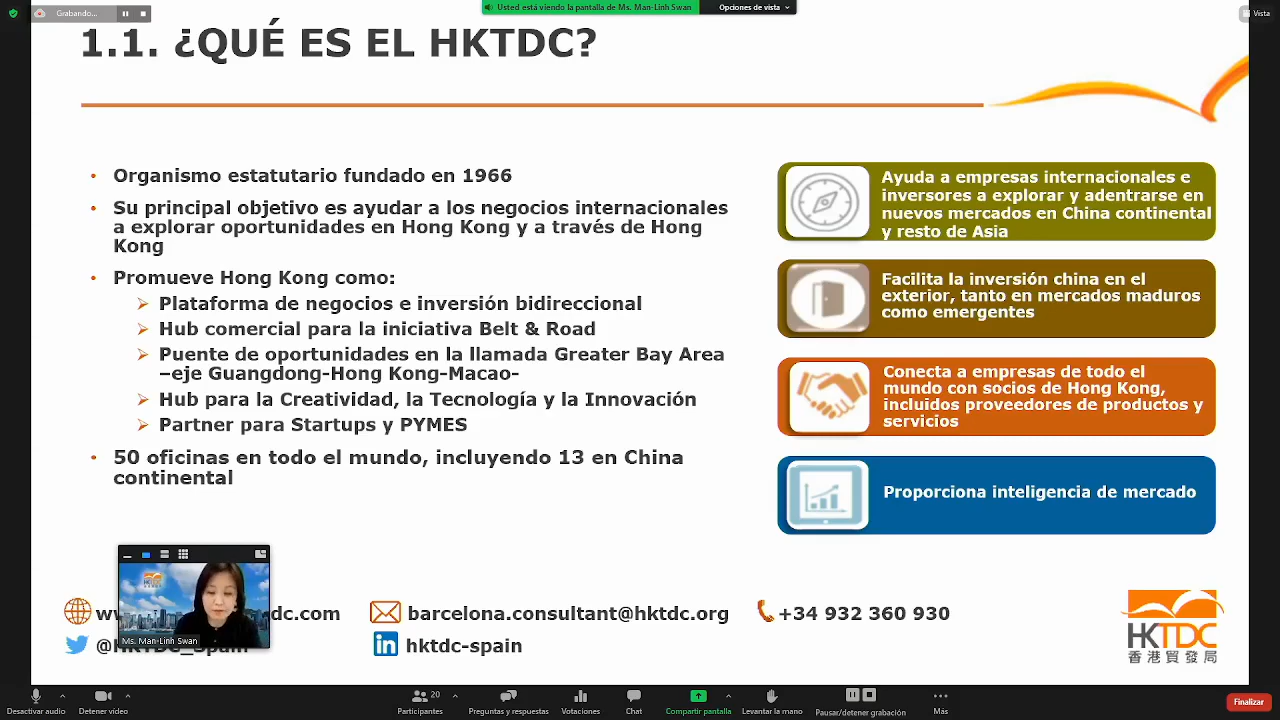 Grabando...
Usted está viendo la pantalla de Ms. Man-Linh Swan
Opciones de vista
Vista
1.1. ¿QUÉ ES EL HKTDC?
• Organismo estatutario fundado en 1966
• Su principal objetivo es ayudar a los negocios internacionales
a explorar oportunidades en Hong Kong y a través de Hong
Kong
• Promueve Hong Kong como:
Plataforma de negocios e inversión bidireccional
Hub comercial para la iniciativa Belt & Road
Puente de oportunidades en la llamada Greater Bay Area
–eje Guangdong-Hong Kong-Macao-
Hub para la Creatividad, la Tecnología y la Innovación
Partner para Startups y PYMES
• 50 oficinas en todo el mundo, incluyendo 13 en China
continental
Ayuda a empresas internacionales e
inversores a explorar y adentrarse en
nuevos mercados en China continental
y resto de Asia
Facilita la inversión china en el
exterior, tanto en mercados maduros
como emergentes
Conecta a empresas de todo el
mundo con socios de Hong Kong,
incluidos proveedores de productos y
servicios
Proporciona inteligencia de mercado
dc.com
barcelona.consultant@hktdc.org
+34 932 360 930
hktdc-spain
HKTDC
Ms. Man-Linh Swan
HKTDC
香港貿發局
Desactivar audio
Detener vídeo
Participantes
20
Preguntas y respuestas
Votaciones
Chat
Compartir pantalla
Levantar la mano
Pausar/detener grabación
Más
Finalizar